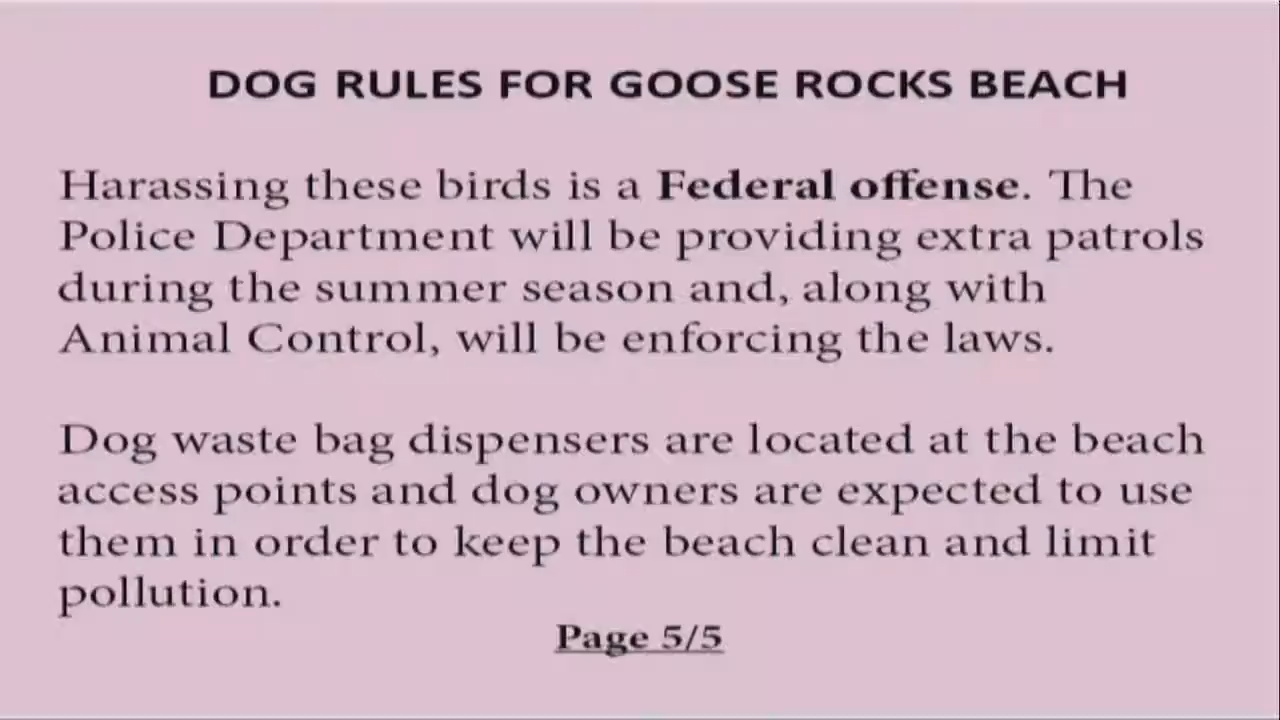 DOG RULES FOR GOOSE ROCKS BEACH
Harassing these birds is a Federal offense. The
Police Department will be providing extra patrols
during the summer season and, along with
Animal Control, will be enforcing the laws.
Dog waste bag dispensers are located at the beach
access points and dog owners are expected to use
them in order to keep the beach clean and limit
pollution.
Page 5/5